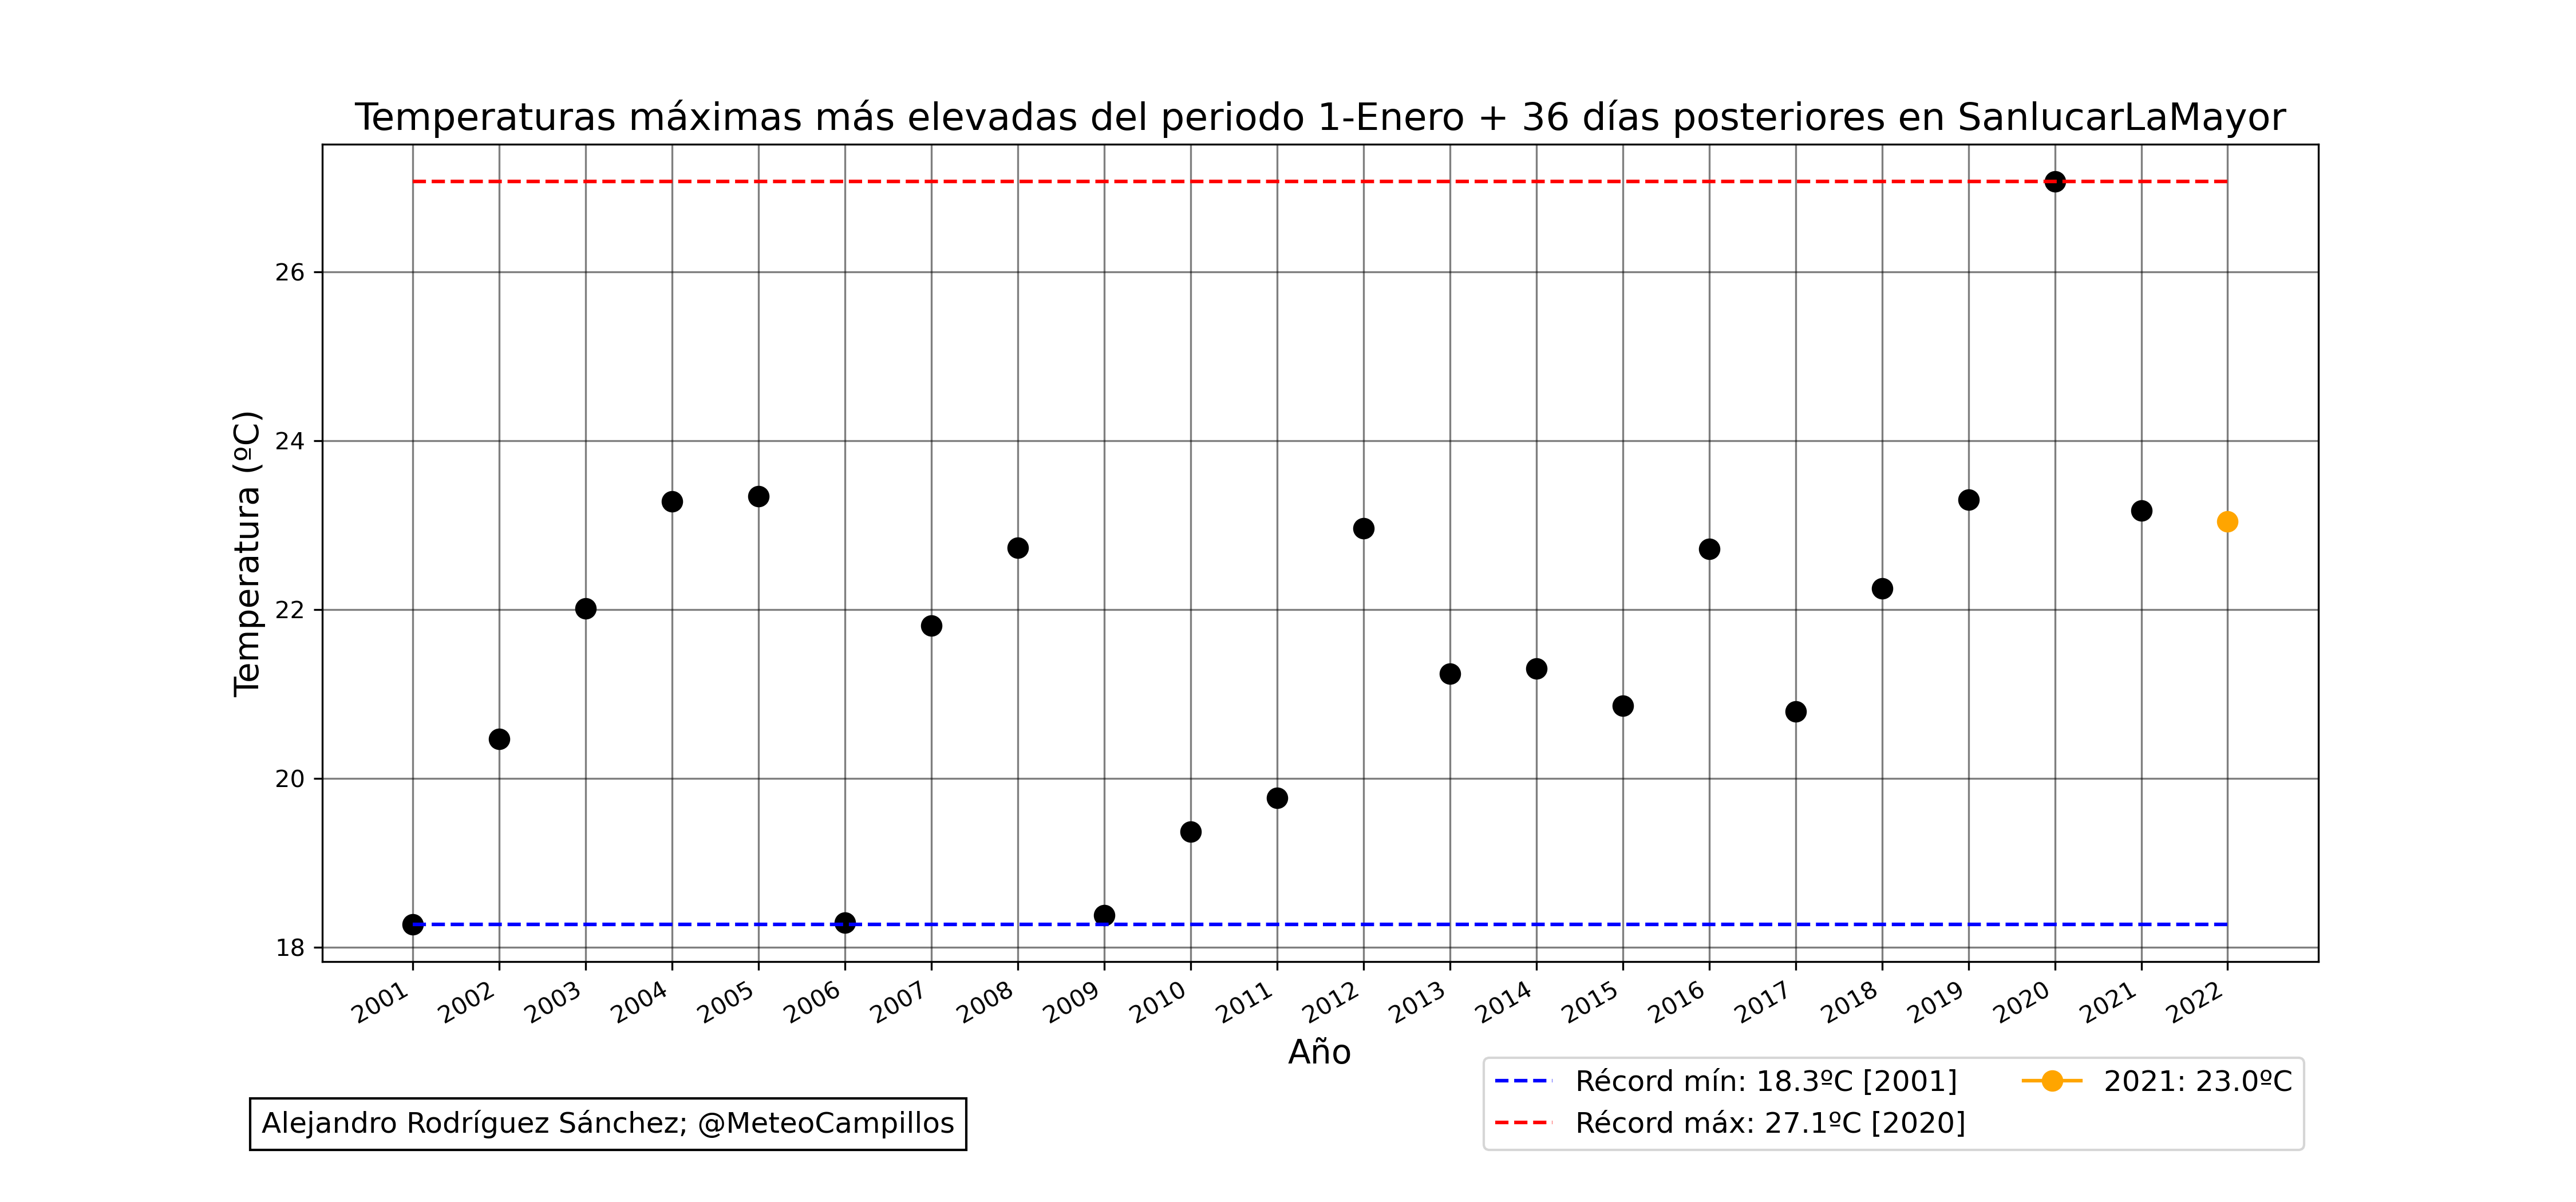 Temperaturas máximas más elevadas del periodo 1-Enero + 36 días posteriores en SanlucarLaMayor
Temperatura (ºC)
26
24
22
20
18
2001 2002 2003 2004 2005 2006 2007 2008 2009 2010 2011 2012 2013 2014 2015 2016 2017 2018 2019 2020 2021 2022
Año
Récord mín: 18.3ºC [2001]
Récord máx: 27.1ºC [2020]
2021: 23.0ºC
Alejandro Rodríguez Sánchez; @MeteoCampillos